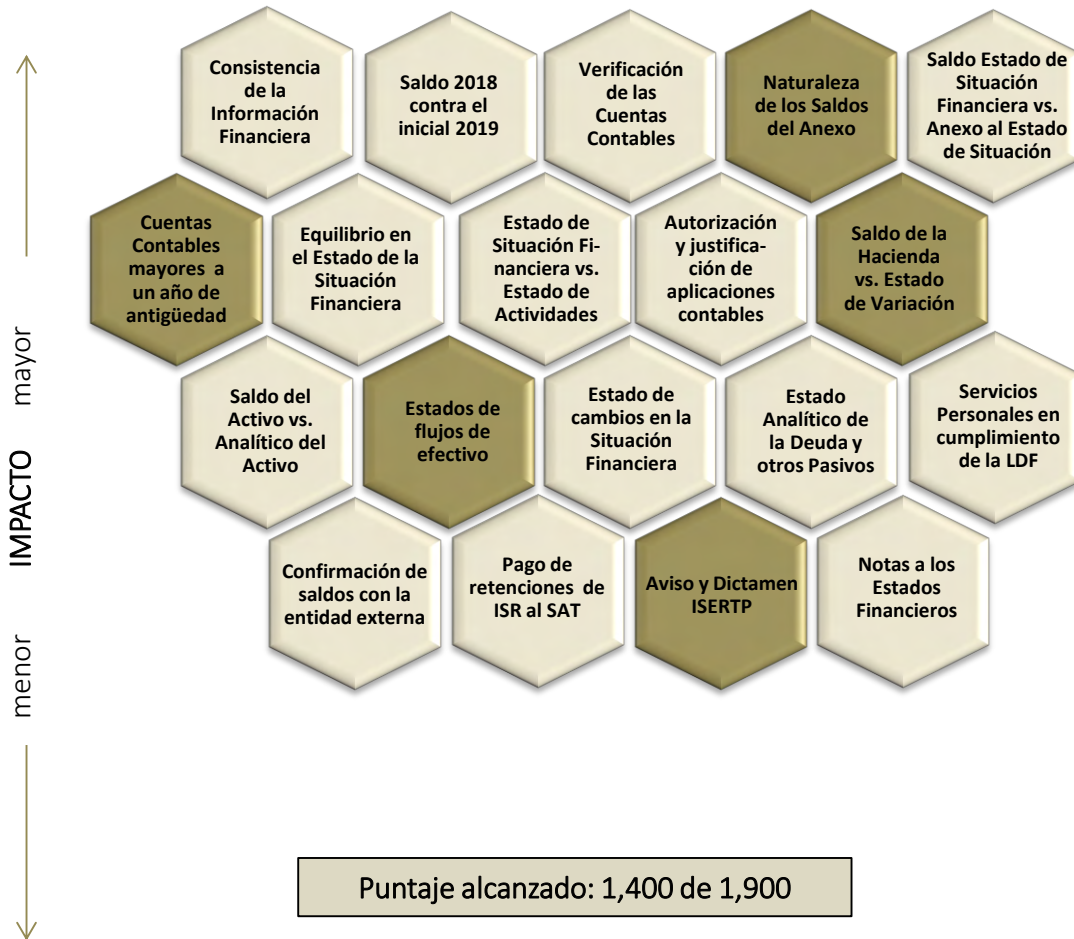 Consistencia
de la
Información
Financiera
Saldo 2018
contra el
inicial 2019
Verificación
de las
Cuentas
Contables
Naturaleza
de los Saldos
del Anexo
Saldo Estado de
Situación
Financiera vs.
Anexo al Estado
de Situación
Cuentas
Contables
mayores a
un año de
antigüedad
Equilibrio en
el Estado de la
Situación
Financiera
Estado de
Situación Fi-
nanciera vs.
Estado de
Actividades
Autorización
y justifica-
ción de
aplicaciones
contables
Saldo de la
Hacienda
vs. Estado
de Variación
Saldo del
Activo vs.
Analítico del
Activo
Estados de
flujos de
efectivo
Estado de
cambios en la
Situación
Financiera
Estado
Analítico de
la Deuda y
otros Pasivos
Servicios
Personales en
cumplimiento
de la LDF
Confirmación de
saldos con la
entidad externa
Pago de
retenciones de
ISR al SAT
Aviso y Dictamen
ISERTP
Notas a los
Estados
Financieros
menor IMPACTO mayor
Puntaje alcanzado: 1,400 de 1,900